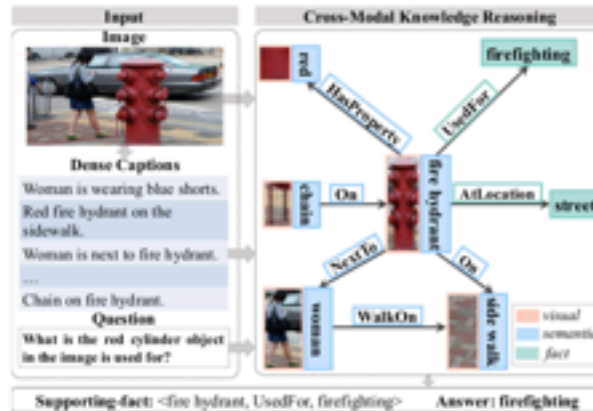 Input
Cross-Modal Knowledge Reasoning
Image
Dense Captions
Woman is wearing blue shorts.
Red fire hydrant on the
sidewalk.
Woman is next to fire hydrant.
...
Chain on fire hydrant.
Question
What is the red cylinder object
in the image is used for?
red
firefighting
HasProperty
UsedFor
chain
On
fire hydrant
AtLocation
street
NextTo
On
woman
WalkOn
side walk
visual
semantic
fact
Supporting-fact: <fire hydrant, UsedFor, firefighting>
Answer: firefighting